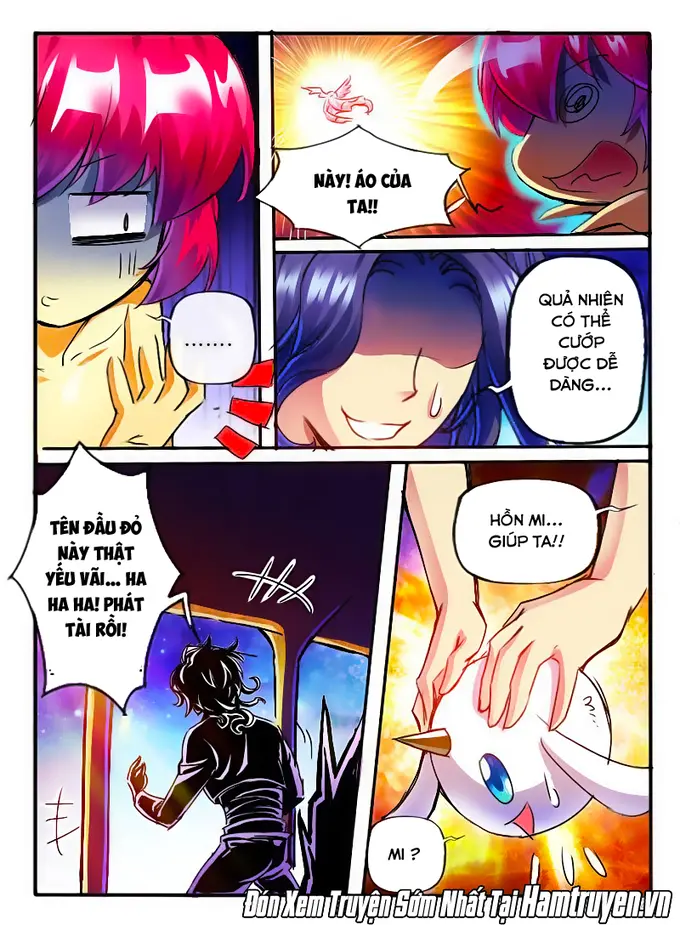 .......
NÀY! ÁO CỦA
TA!!
QUẢ NHIÊN
CÓ THỂ
CƯỚP
ĐƯỢC DỄ
DÀNG...
TÊN ĐẦU ĐỎ
NÀY THẬT
YẾU VÃI... HA
HA HA! PHÁT
TÀI RỒI!
HỒN MI...
GIÚP TA!!
MI ?
Đón Xem Truyện Sớm Nhất Tại Hamtruyen.vn